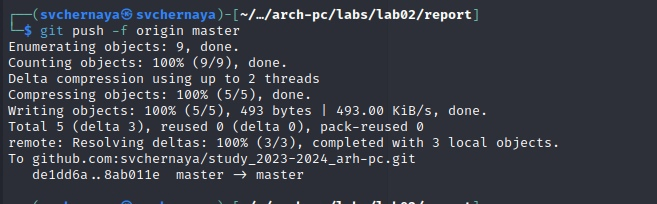 ┌──(svchernaya㉿svchernaya)-[~/…/arch-pc/labs/lab02/report]
└─$ git push -f origin master
Enumerating objects: 9, done.
Counting objects: 100% (9/9), done.
Delta compression using up to 2 threads
Compressing objects: 100% (5/5), done.
Writing objects: 100% (5/5), 493 bytes | 493.00 KiB/s, done.
Total 5 (delta 3), reused 0 (delta 0), pack-reused 0
remote: Resolving deltas: 100% (3/3), completed with 3 local objects.
To github.com:svchernaya/study_2023-2024_arh-pc.git
   de1dd6a..8ab011e  master -> master